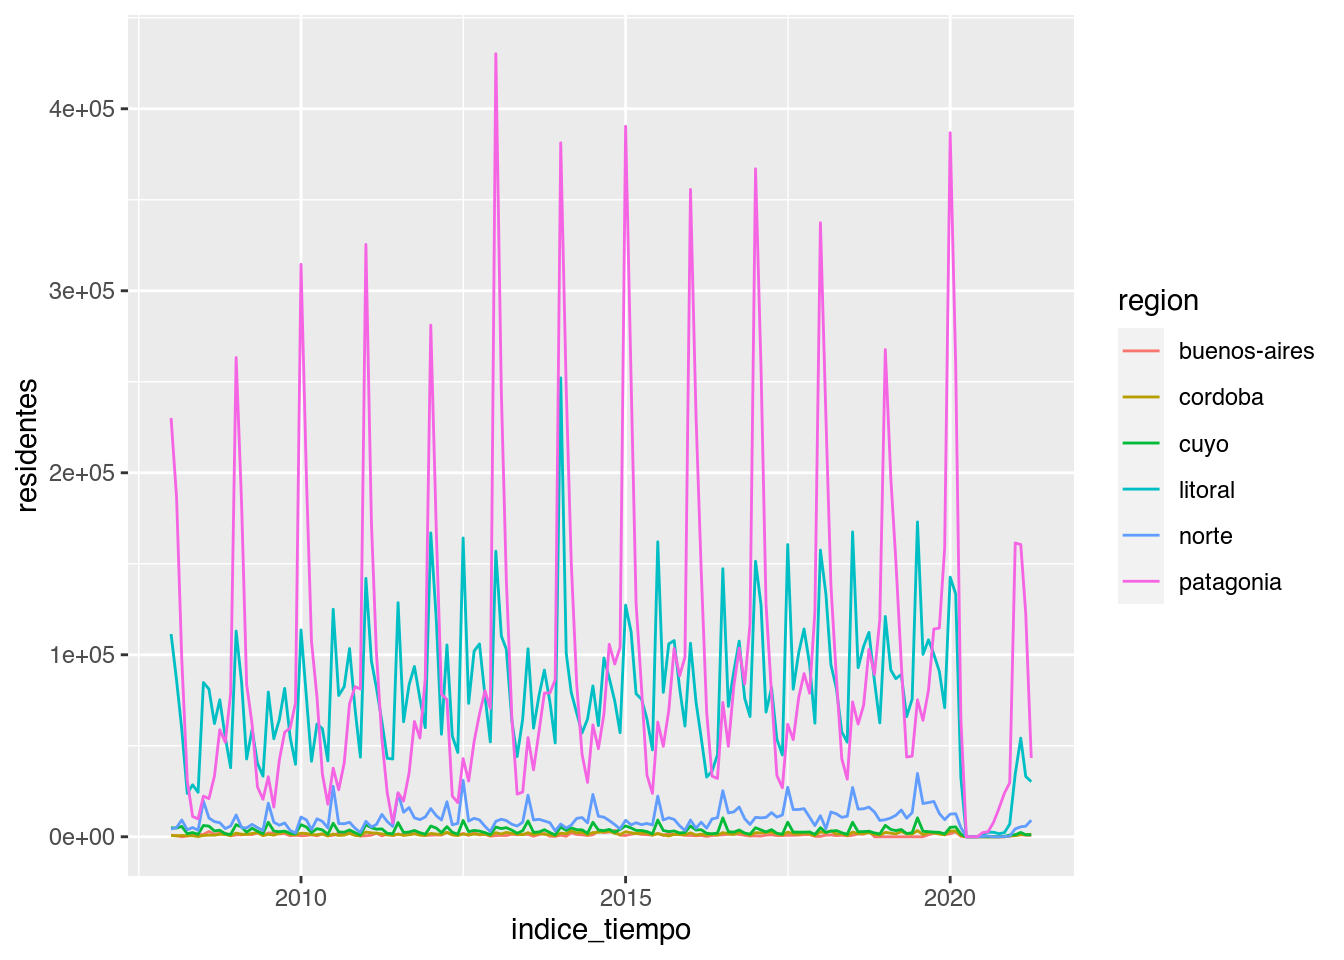 4e+05
3e+05
2e+05
1e+05
0e+00
residentes
2010
2015
2020
indice_tiempo
region
buenos-aires
cordoba
cuyo
litoral
norte
patagonia